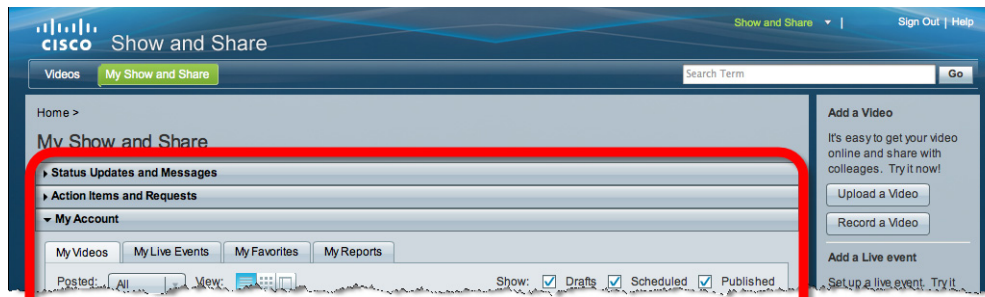 Show and Share | Sign Out | Help
CISCO Show and Share
Videos My Show and Share Search Term Go
Home >
My Show and Share
Status Updates and Messages
Action Items and Requests
My Account
My Videos My Live Events My Favorites My Reports
Posted: All View: Show: Drafts Scheduled Published
Add a Video
It's easy to get your video
online and share with
colleages. Try it now!
Upload a Video
Record a Video
Add a Live event
Set up a live event. Try it